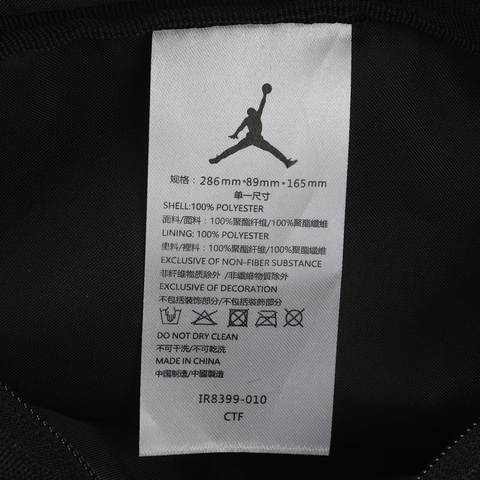 规格：286mm*89mm*165mm
单一尺寸
SHELL:100% POLYESTER
面料/面料：100%聚酯纤维/100%聚酯纖维
LINING: 100% POLYESTER
里料/裡料：100%聚酯纤维/100%聚酯纖维
EXCLUSIVE OF NON-FIBER SUBSTANCE
非纤维物质除外 /非纖维物質除外
EXCLUSIVE OF DECORATION
不包括装饰部分/不包括裝飾部分
DO NOT DRY CLEAN
不可干洗/不可乾洗
MADE IN CHINA
中国制造/中國製造
IR8399-010
CTF